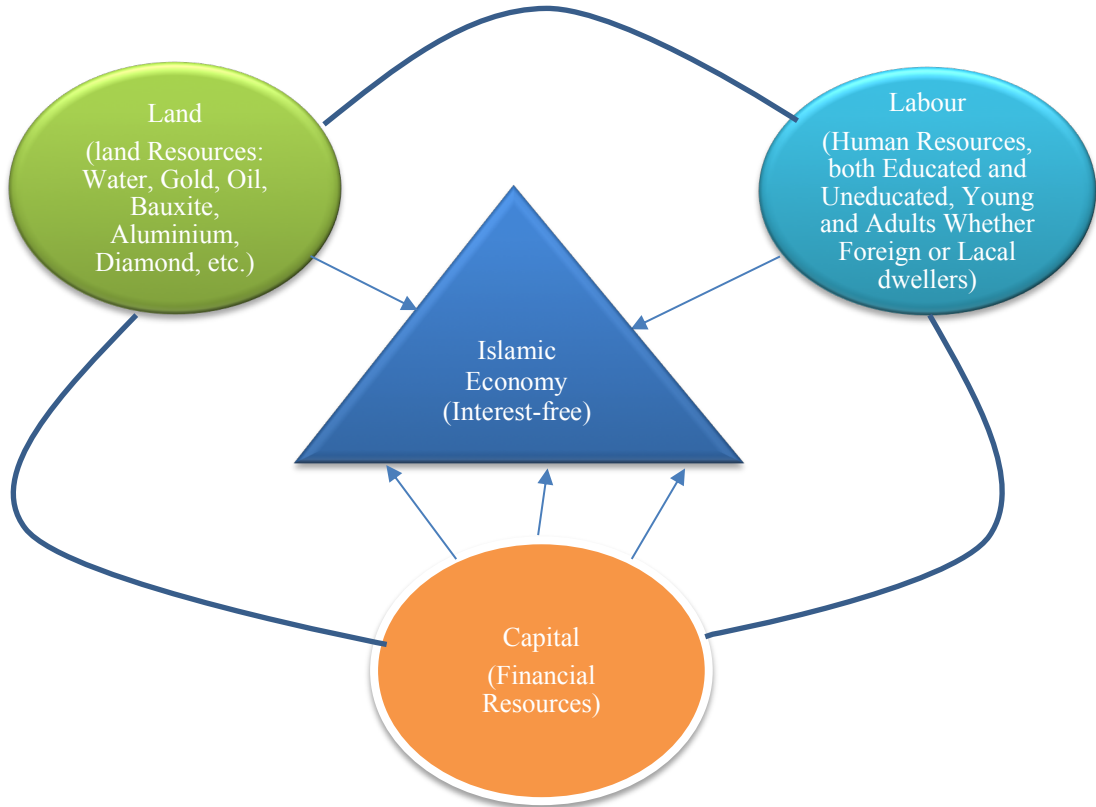 Land
(land Resources:
Water, Gold, Oil,
Bauxite,
Aluminium,
Diamond, etc.)
Labour
(Human Resources,
both Educated and
Uneducated, Young
and Adults Whether
Foreign or Lacal
dwellers)
Islamic
Economy
(Interest-free)
Capital
(Financial
Resources)